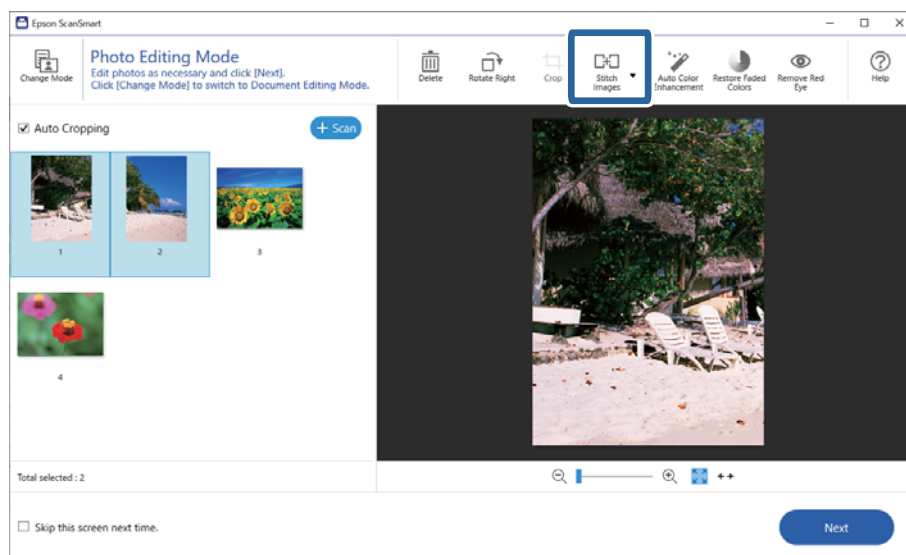 Epson ScanSmart
Change Mode
Photo Editing Mode
Edit photos as necessary and click [Next].
Click [Change Mode] to switch to Document Editing Mode.
Delete
Rotate Right
Crop
Stitch
Images
Auto Color
Enhancement
Restore Faded
Colors
Remove Red
Eye
Help
Auto Cropping
+ Scan
1
2
3
4
Total selected : 2
Skip this screen next time.
Next